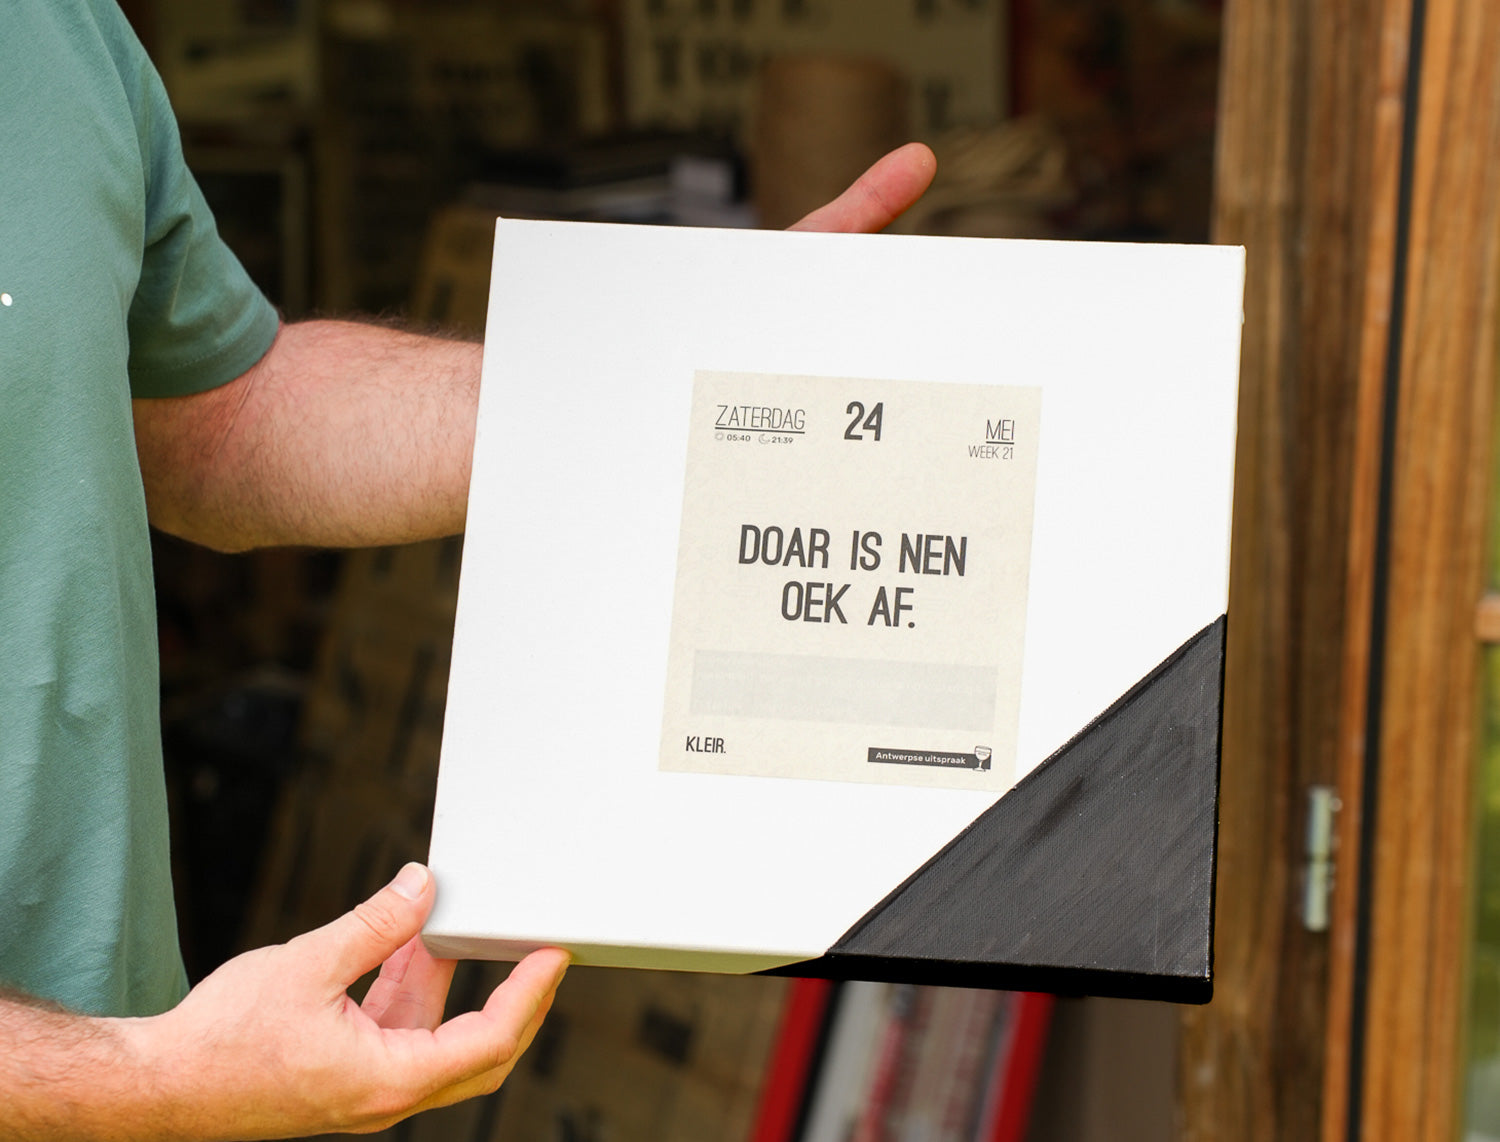 ZATERDAG 24 MEI
05:40 21:39 WEEK 21
DOAR IS NEN
OEK AF.
KLEIR.
Antwerpse uitspraak